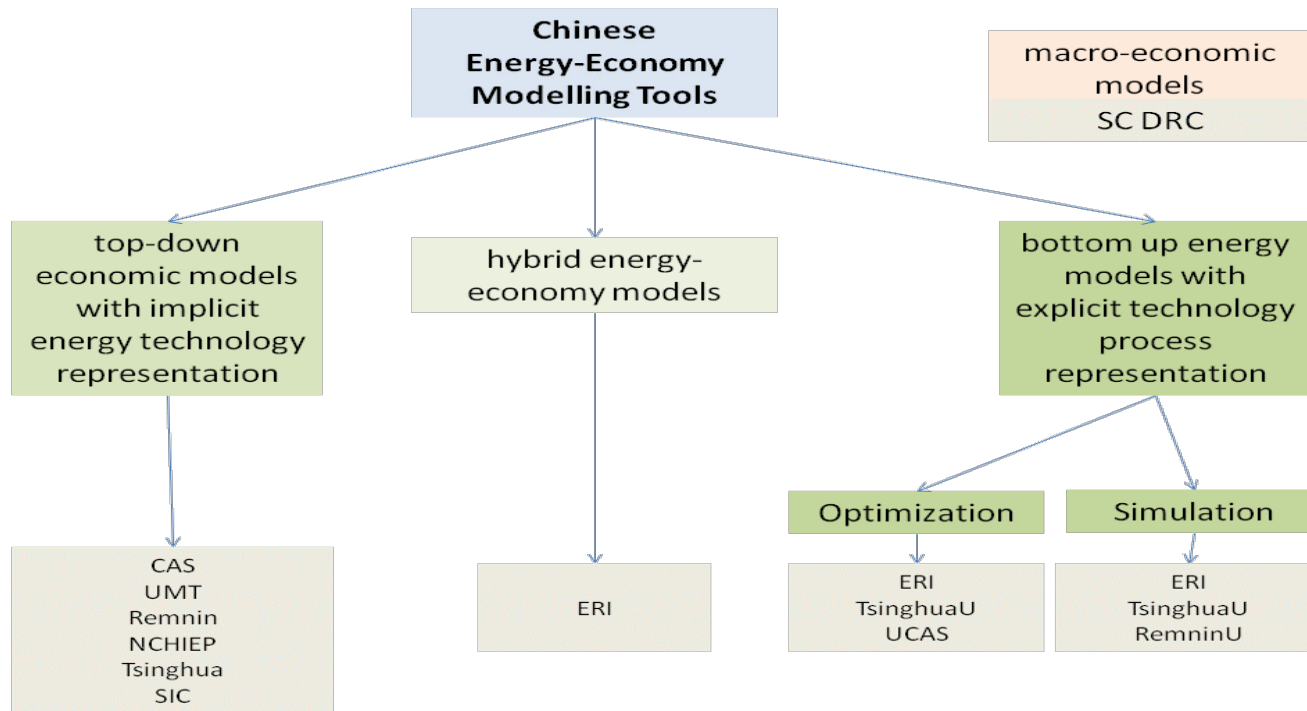 Chinese
Energy-Economy
Modelling Tools
macro-economic
models
SC DRC
top-down
economic models
with implicit
energy technology
representation
hybrid energy-
economy models
bottom up energy
models with
explicit technology
process
representation
Optimization
Simulation
CAS
UMT
Remnin
NCHIEP
Tsinghua
SIC
ERI
ERI
TsinghuaU
UCAS
ERI
TsinghuaU
RemninU